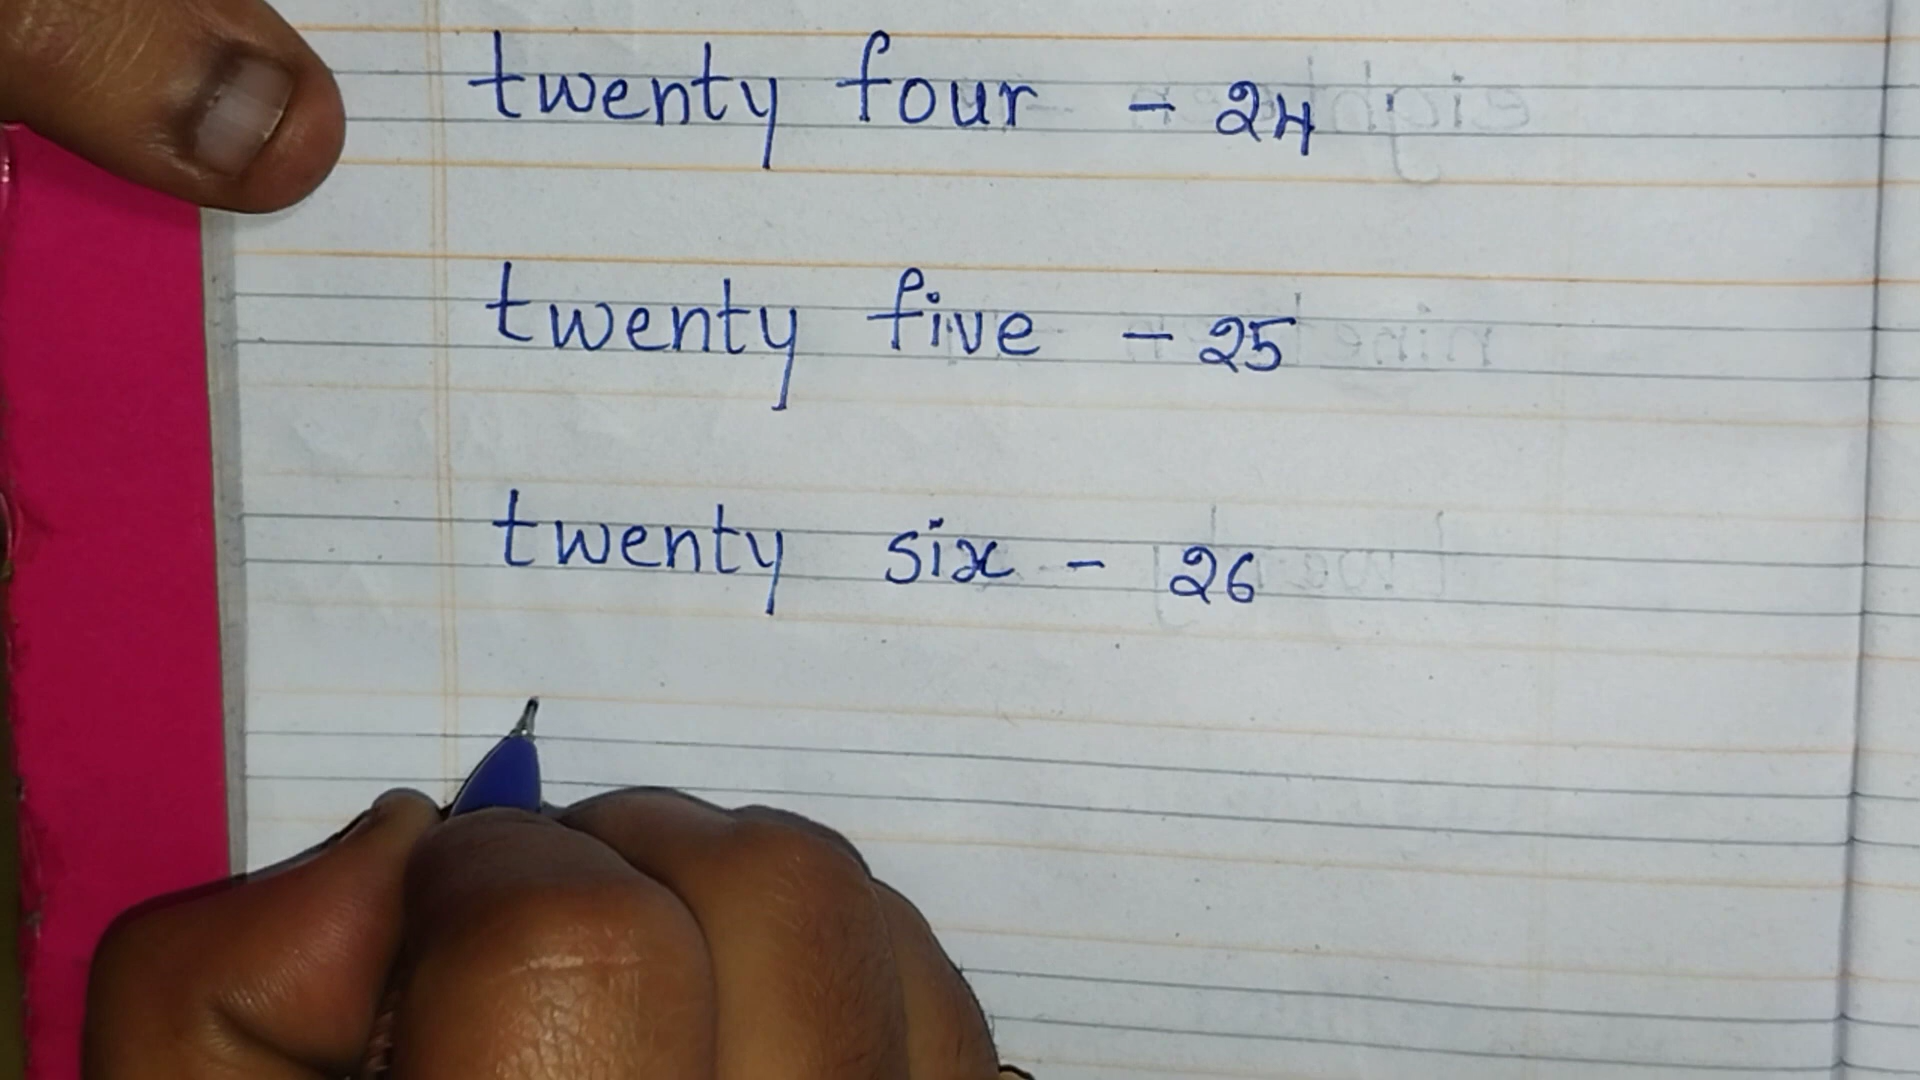 twenty four - 24
twenty five - 25
twenty six - 26